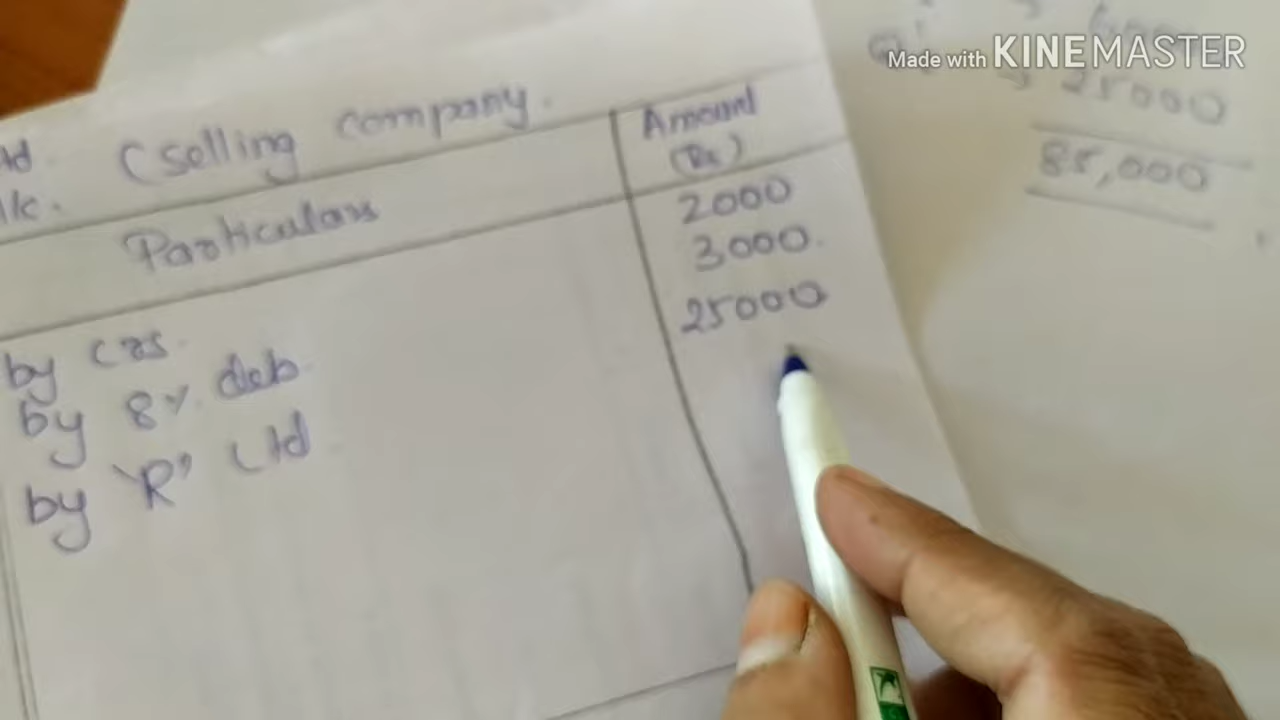 Made with KINEMASTER
25000
85,000
(selling company.
Particulars
Amount
(Rs)
by Crs.
2000
by 8% deb.
3000
by 'R' Ltd
25000